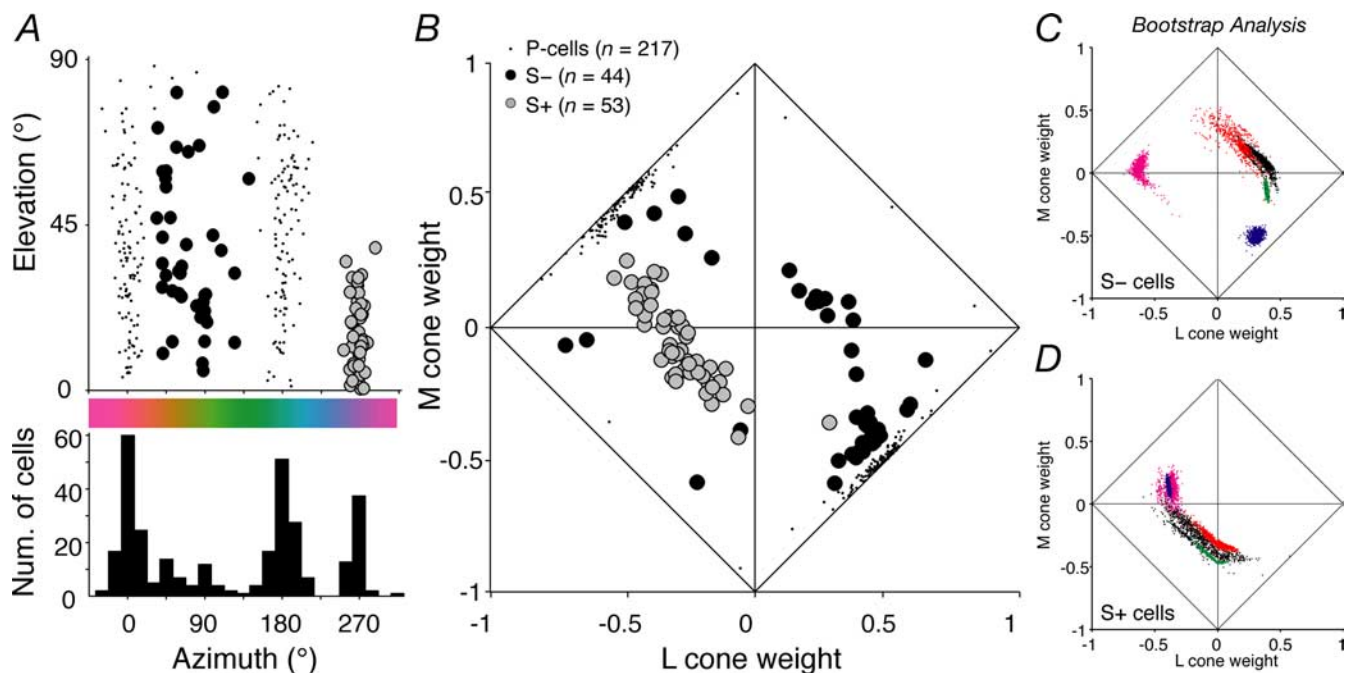 A
Elevation (°)
90
45
0
Num. of cells
60
40
20
0
0 90 180 270
Azimuth (°)
B
P-cells (n = 217)
S− (n = 44)
S+ (n = 53)
M cone weight
1
0.5
0
-0.5
-1
-1 -0.5 0 0.5 1
L cone weight
C Bootstrap Analysis
M cone weight
1
0.5
0
-0.5
-1
S− cells
-1 -0.5 0 0.5 1
L cone weight
D
M cone weight
1
0.5
0
-0.5
-1
S+ cells
-1 -0.5 0 0.5 1
L cone weight